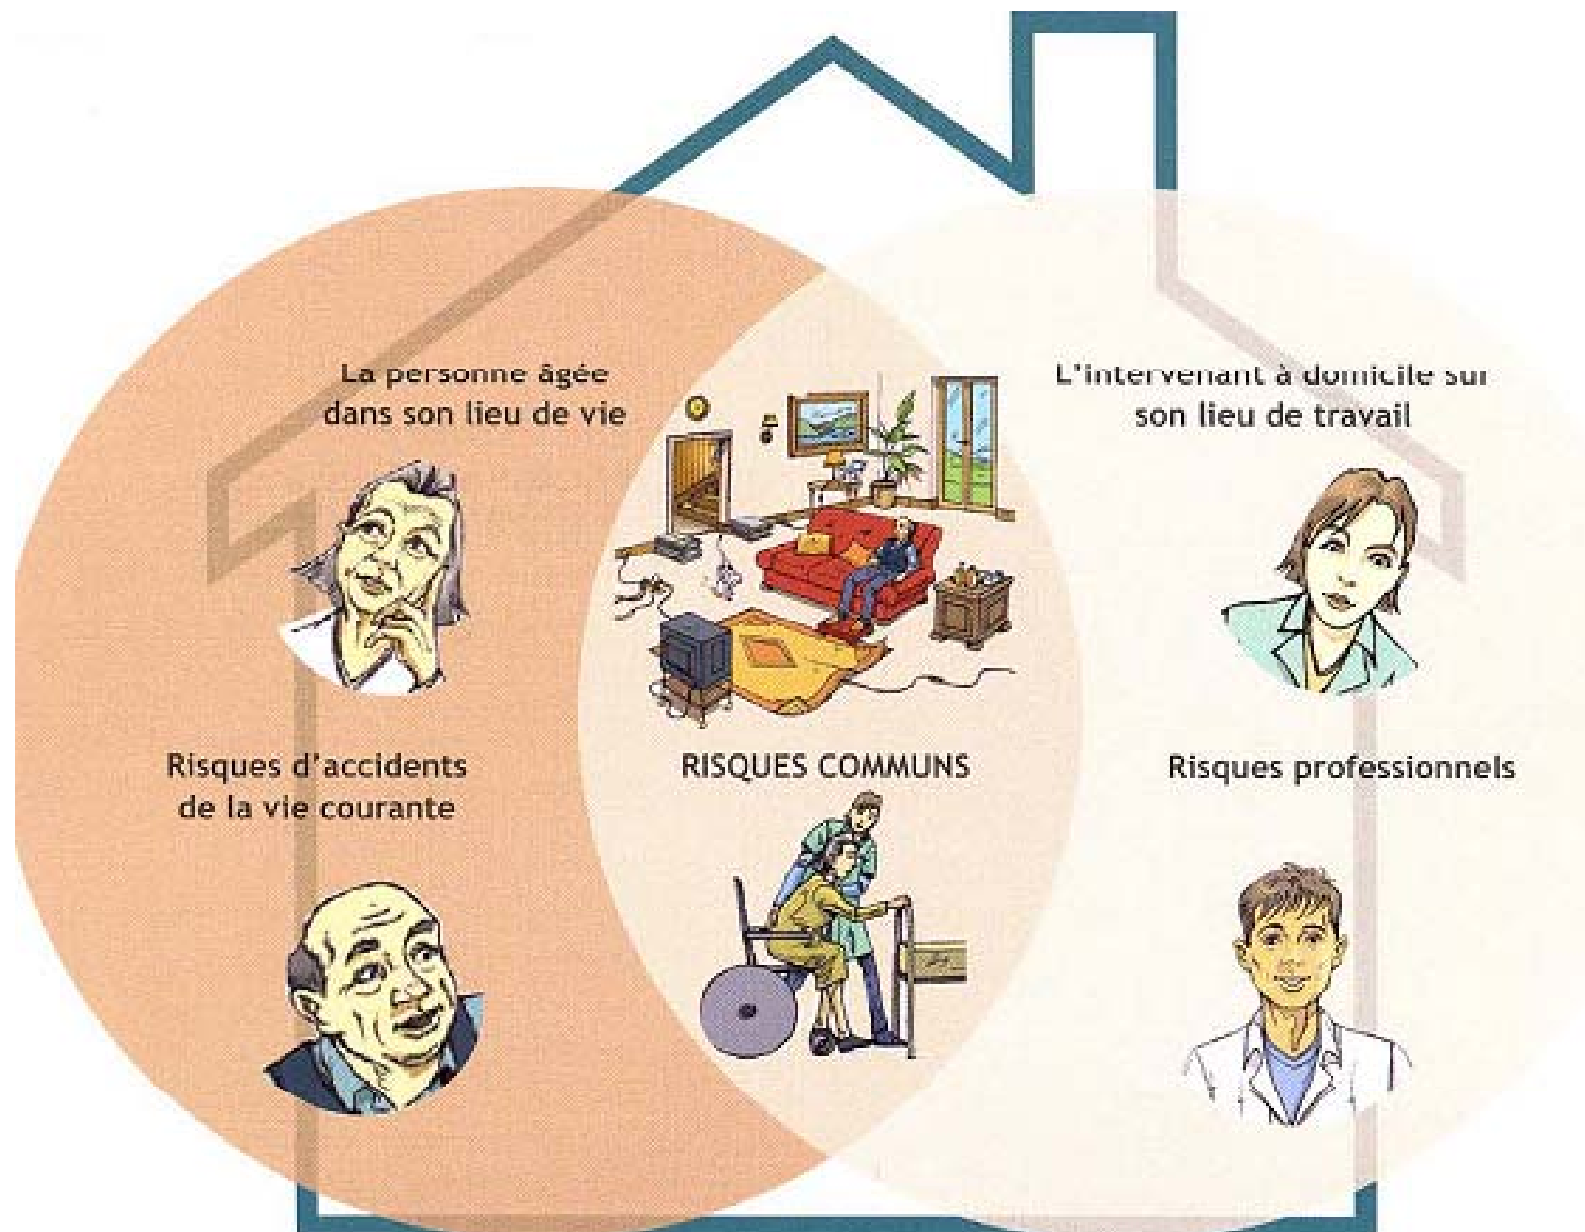 La personne âgée
dans son lieu de vie
L'intervenant à domicile sur
son lieu de travail
Risques d'accidents
de la vie courante
RISQUES COMMUNS
Risques professionnels